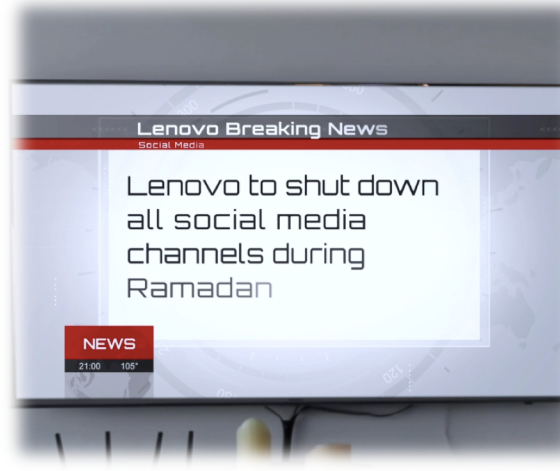 Lenovo Breaking News
Social Media
Lenovo to shut down
all social media
channels during
Ramadan
NEWS
21:00 105°